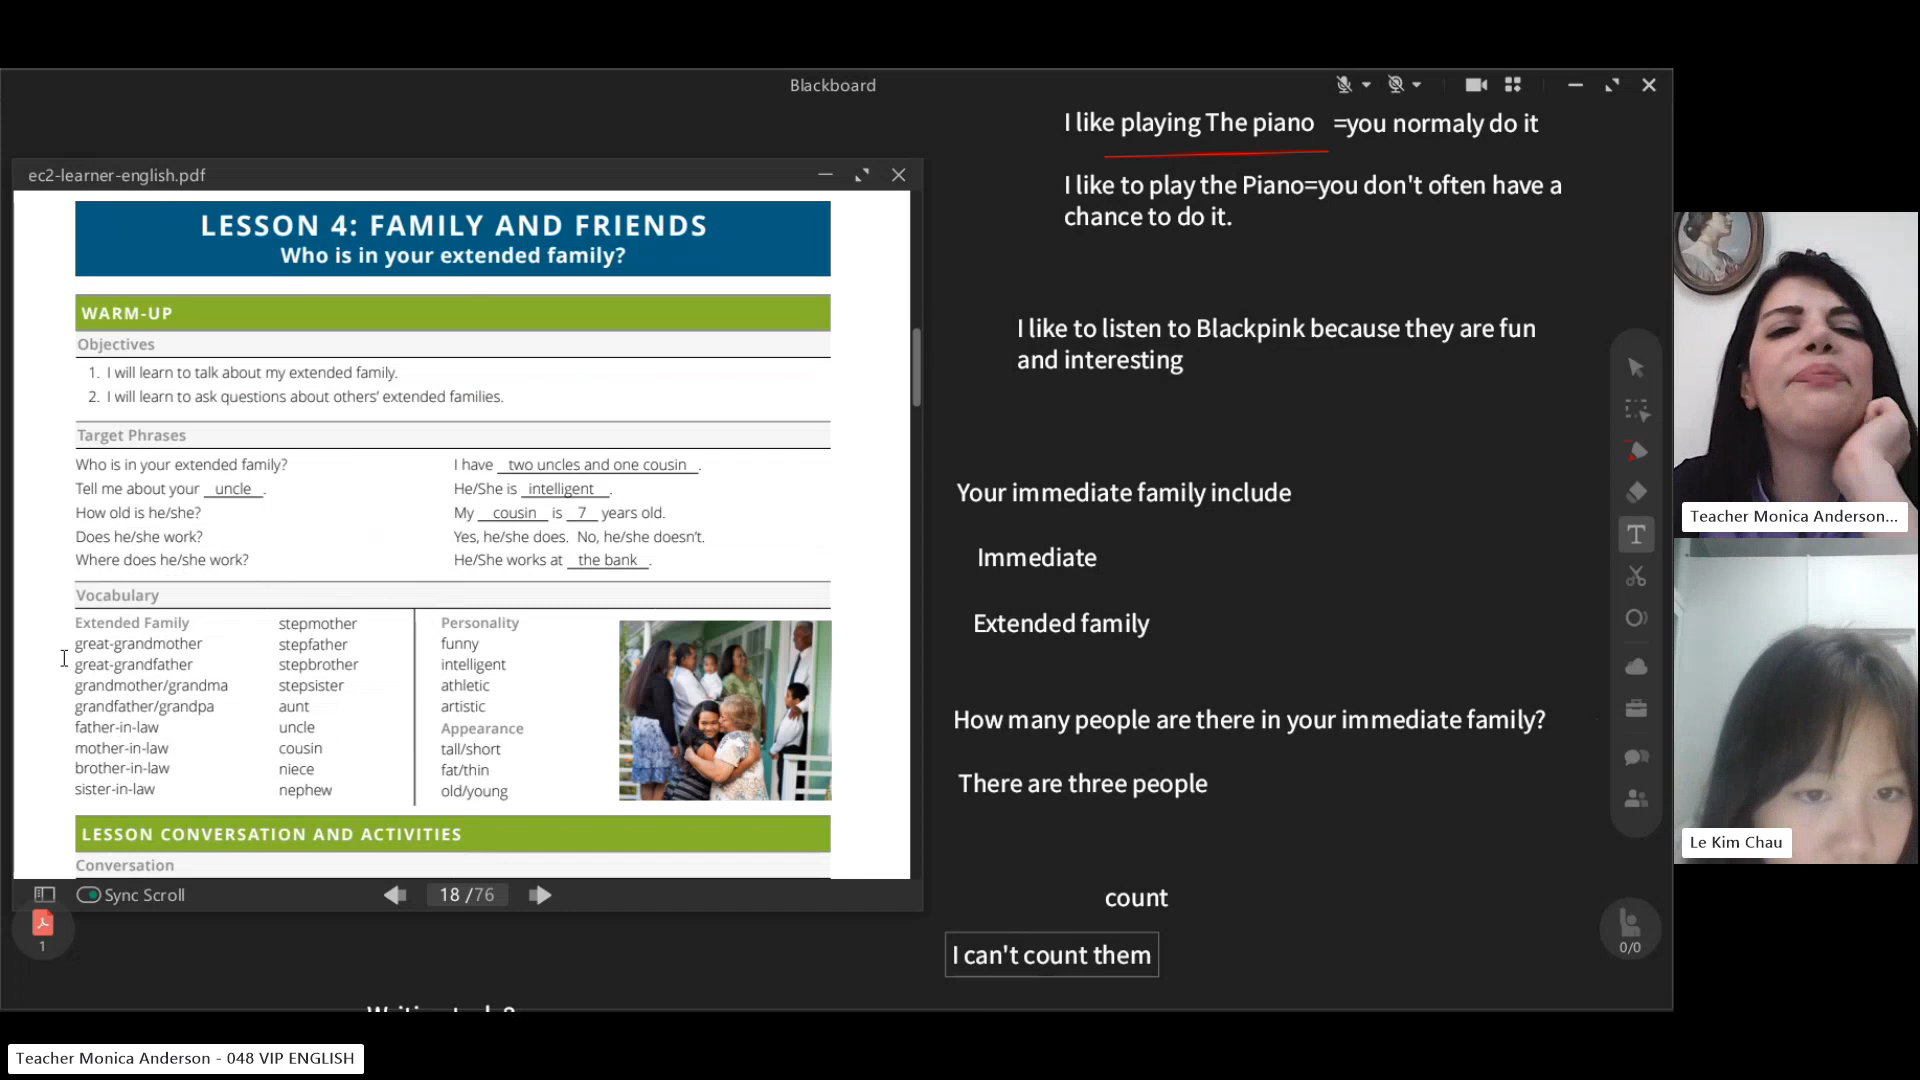 Blackboard
ec2-learner-english.pdf
LESSON 4: FAMILY AND FRIENDS
Who is in your extended family?
WARM-UP
Objectives
1. I will learn to talk about my extended family.
2. I will learn to ask questions about others' extended families.
Target Phrases
Who is in your extended family?
I have two uncles and one cousin.
Tell me about your uncle.
He/She is intelligent.
How old is he/she?
My cousin is 7 years old.
Does he/she work?
Yes, he/she does. No, he/she doesn't.
Where does he/she work?
He/She works at the bank.
Vocabulary
Extended Family
great-grandmother
great-grandfather
grandmother/grandma
grandfather/grandpa
father-in-law
mother-in-law
brother-in-law
sister-in-law
stepmother
stepfather
stepbrother
stepsister
aunt
uncle
cousin
niece
nephew
Personality
funny
intelligent
athletic
artistic
Appearance
tall/short
fat/thin
old/young
LESSON CONVERSATION AND ACTIVITIES
Conversation
Sync Scroll
18 /76
1
I like playing The piano =you normaly do it
I like to play the Piano=you don't often have a
chance to do it.
I like to listen to Blackpink because they are fun
and interesting
Your immediate family include
Immediate
Extended family
How many people are there in your immediate family?
There are three people
count
I can't count them
0/0
Teacher Monica Anderson...
Le Kim Chau
Teacher Monica Anderson - 048 VIP ENGLISH